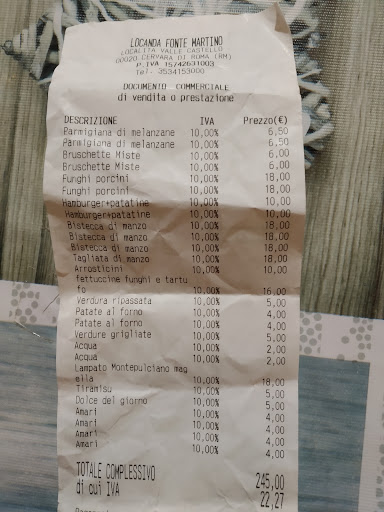 LOCANDA FONTE MARTINO
LOCALITA VALLE CASTELLO
00020 CERVARA DI ROMA (RM)
P.IVA 15742631003
Tel. 3534153000
DOCUMENTO COMMERCIALE
di vendita o prestazione
DESCRIZIONE IVA Prezzo(€)
Parmigiana di melanzane 10,00% 6,50
Parmigiana di melanzane 10,00% 6,50
Bruschette Miste 10,00% 6,00
Bruschette Miste 10,00% 6,00
Funghi porcini 10,00% 18,00
Funghi porcini 10,00% 18,00
Hamburger+patatine 10,00% 10,00
Hamburger+patatine 10,00% 10,00
Bistecca di manzo 10,00% 18,00
Bistecca di manzo 10,00% 18,00
Bistecca di manzo 10,00% 18,00
Tagliata di manzo 10,00% 18,00
Arrosticini 10,00% 10,00
fettuccine funghi e tartu
fo 10,00% 16,00
Verdura ripassata 10,00% 5,00
Patate al forno 10,00% 4,00
Patate al forno 10,00% 4,00
Verdure grigliate 10,00% 5,00
Acqua 10,00% 2,00
Acqua 10,00% 2,00
Lampato Montepulciano mag
eila 10,00% 18,00
Tiramisu 10,00% 5,00
Dolce del giorno 10,00% 5,00
Amari 10,00% 4,00
Amari 10,00% 4,00
Amari 10,00% 4,00
Amari 10,00% 4,00
TOTALE COMPLESSIVO 245,00
di cui IVA 22,27